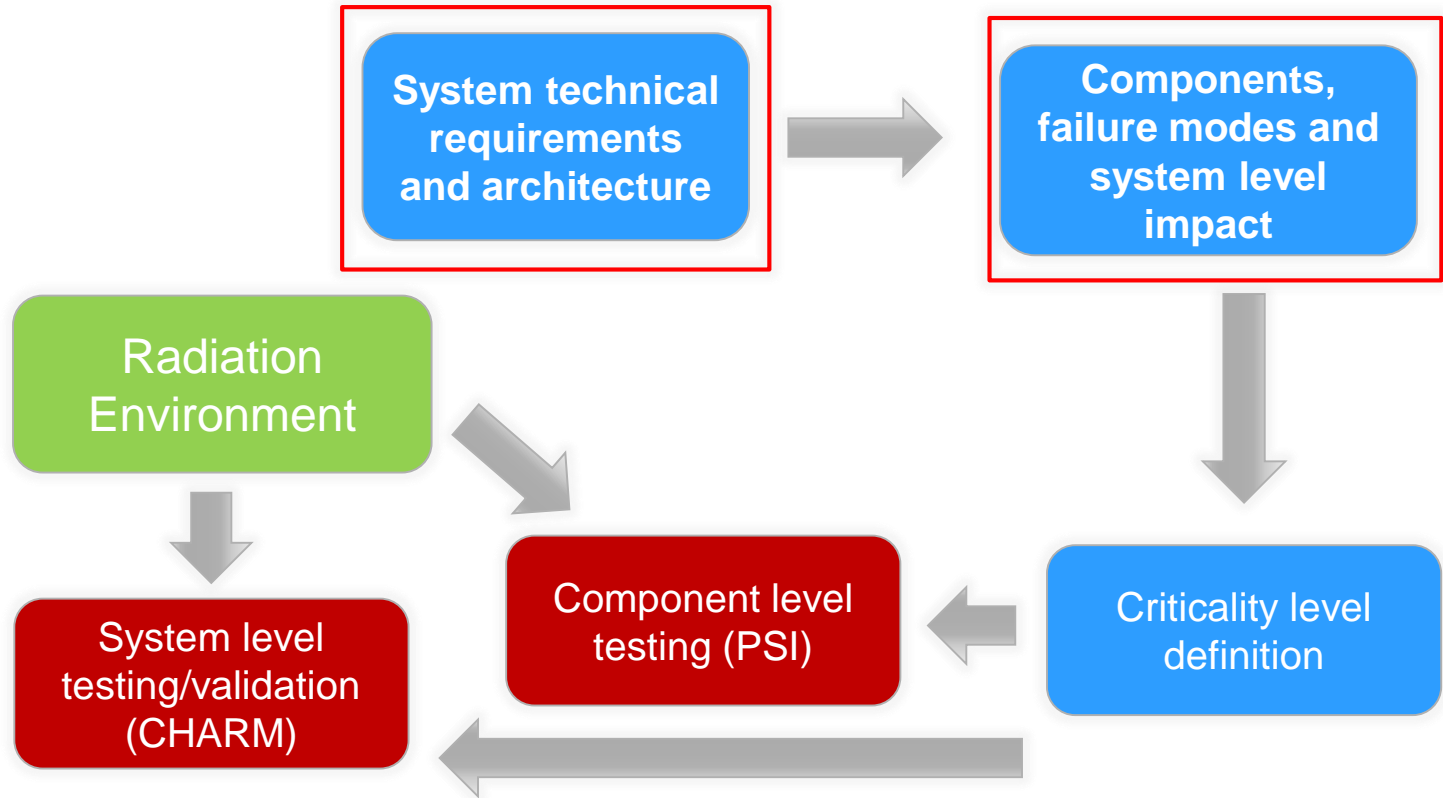 System technical
requirements
and architecture
Components,
failure modes and
system level
impact
Radiation
Environment
Component level
testing (PSI)
Criticality level
definition
System level
testing/validation
(CHARM)